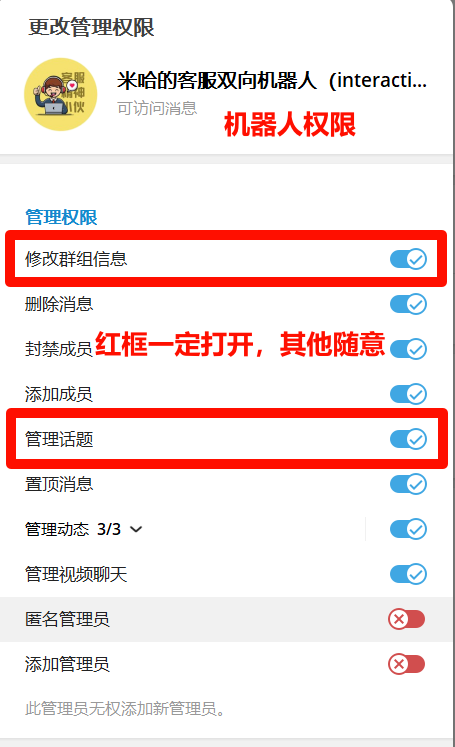 更改管理权限
客服
精神
小伙
米哈的客服双向机器人（interacti...
可访问消息
机器人权限
管理权限
修改群组信息
删除消息
封禁成员
红框一定打开，其他随意
添加成员
管理话题
置顶消息
管理动态 3/3
管理视频聊天
匿名管理员
添加管理员
此管理员无权添加新管理员。